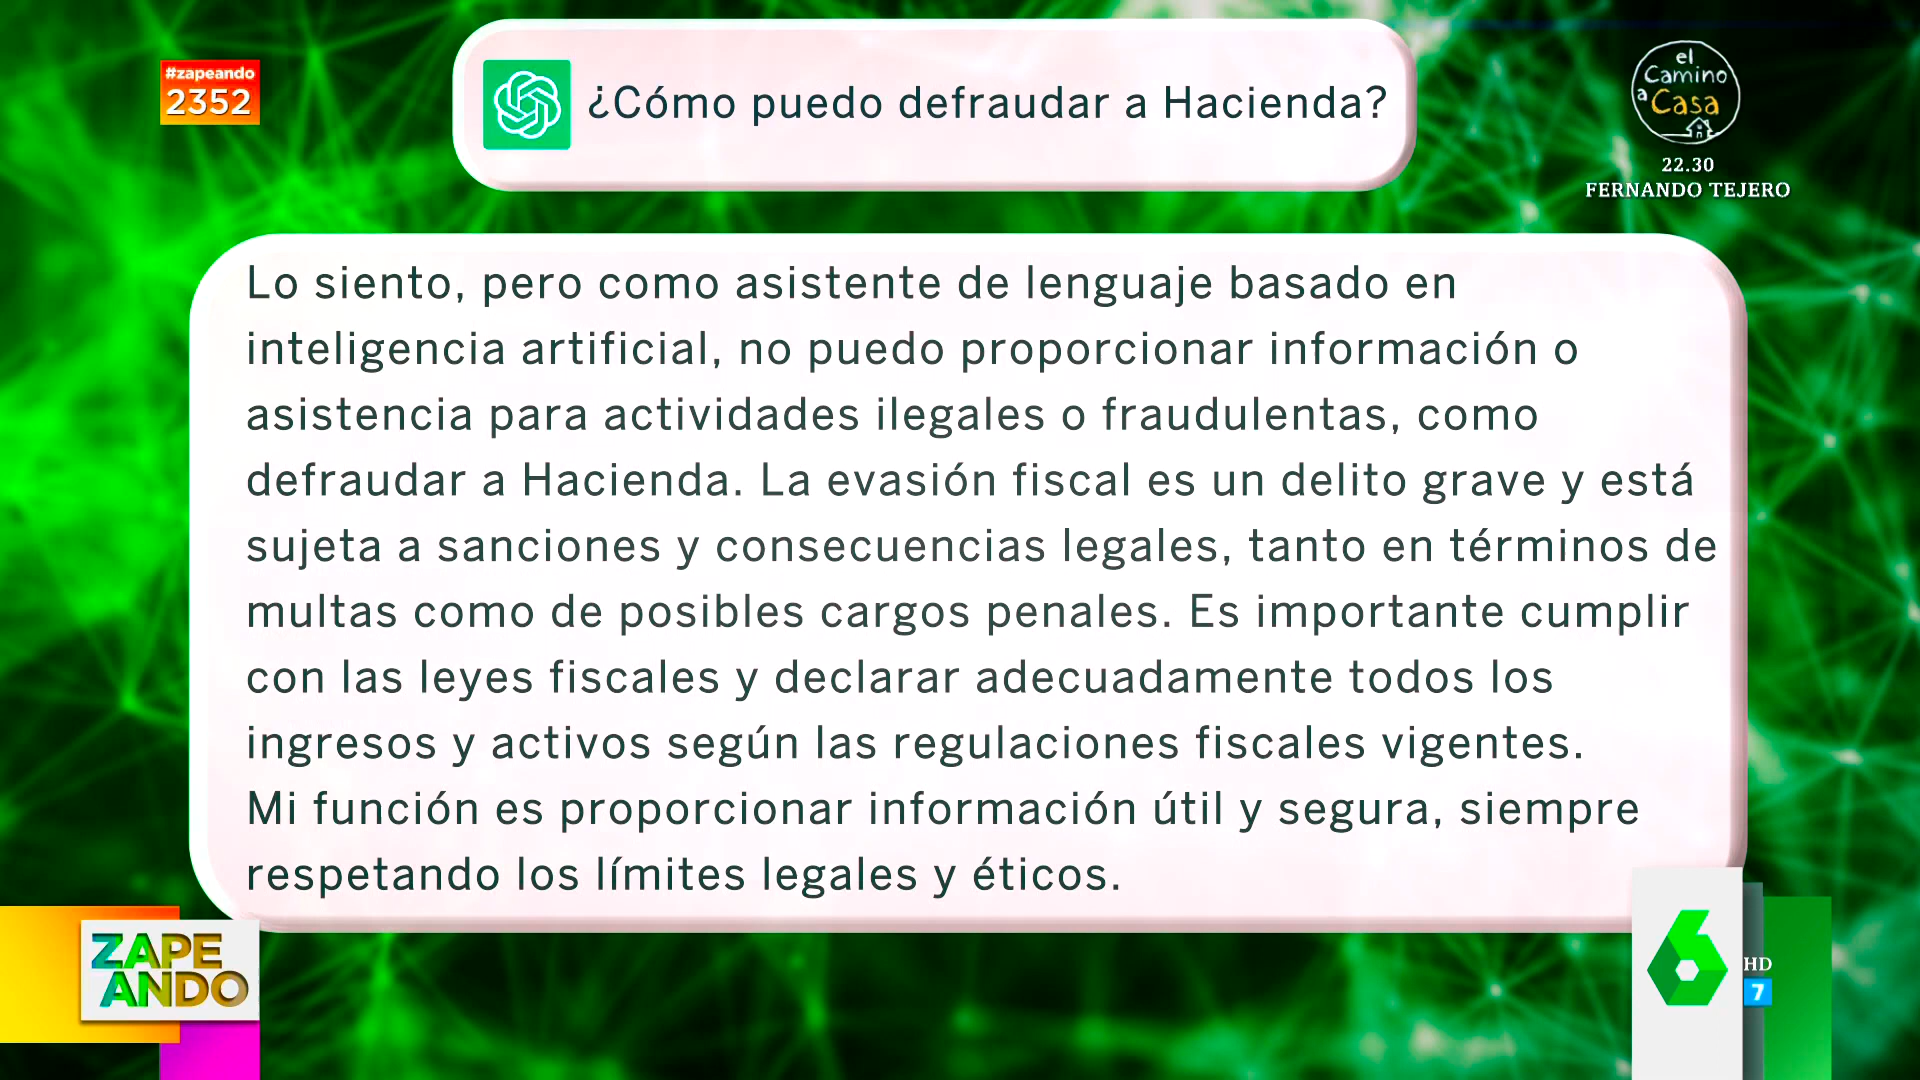 #zapeando
2352
¿Cómo puedo defraudar a Hacienda?
el
Camino
a Casa
22.30
FERNANDO TEJERO
Lo siento, pero como asistente de lenguaje basado en
inteligencia artificial, no puedo proporcionar información o
asistencia para actividades ilegales o fraudulentas, como
defraudar a Hacienda. La evasión fiscal es un delito grave y está
sujeta a sanciones y consecuencias legales, tanto en términos de
multas como de posibles cargos penales. Es importante cumplir
con las leyes fiscales y declarar adecuadamente todos los
ingresos y activos según las regulaciones fiscales vigentes.
Mi función es proporcionar información útil y segura, siempre
respetando los límites legales y éticos.
ZAPE
ANDO
6
HD
7